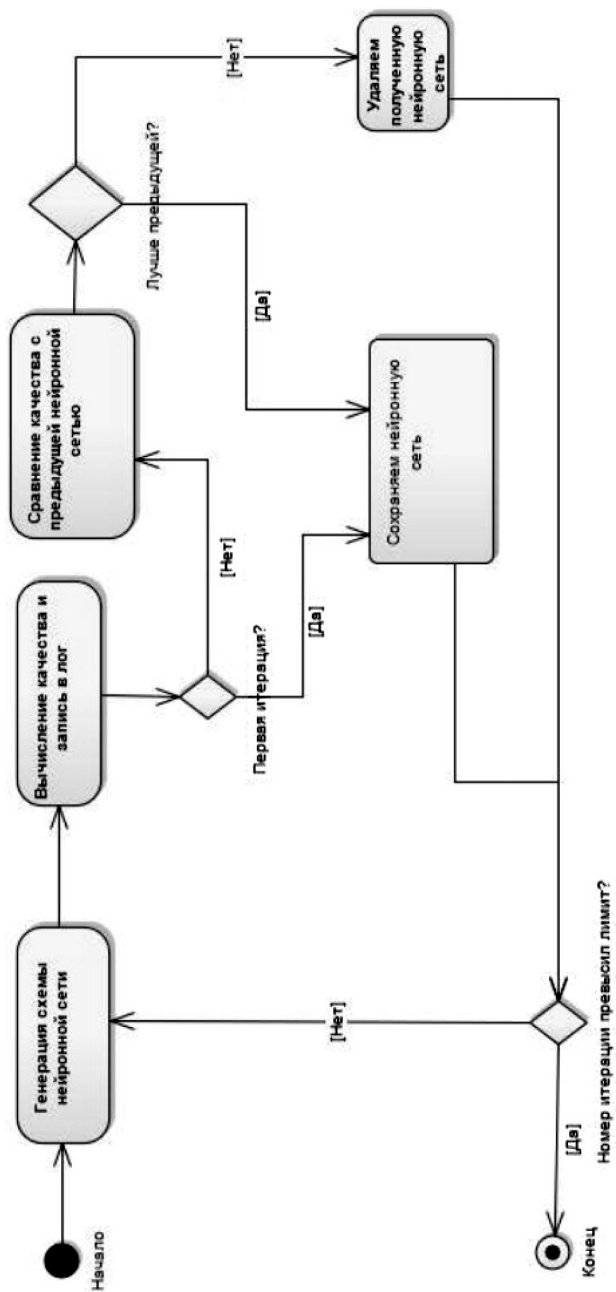 Начало
Генерация схемы
нейронной сети
Вычисление качества и
запись в лог
Первая итерация?
[Нет]
[Да]
Сравнение качества с
предыдущей нейронной
сетью
Лучше предыдущей?
[Нет]
[Да]
Удаляем
полученную
нейронную
сеть
Сохраняем нейронную
сеть
Номер итерации превысил лимит?
[Нет]
[Да]
Конец